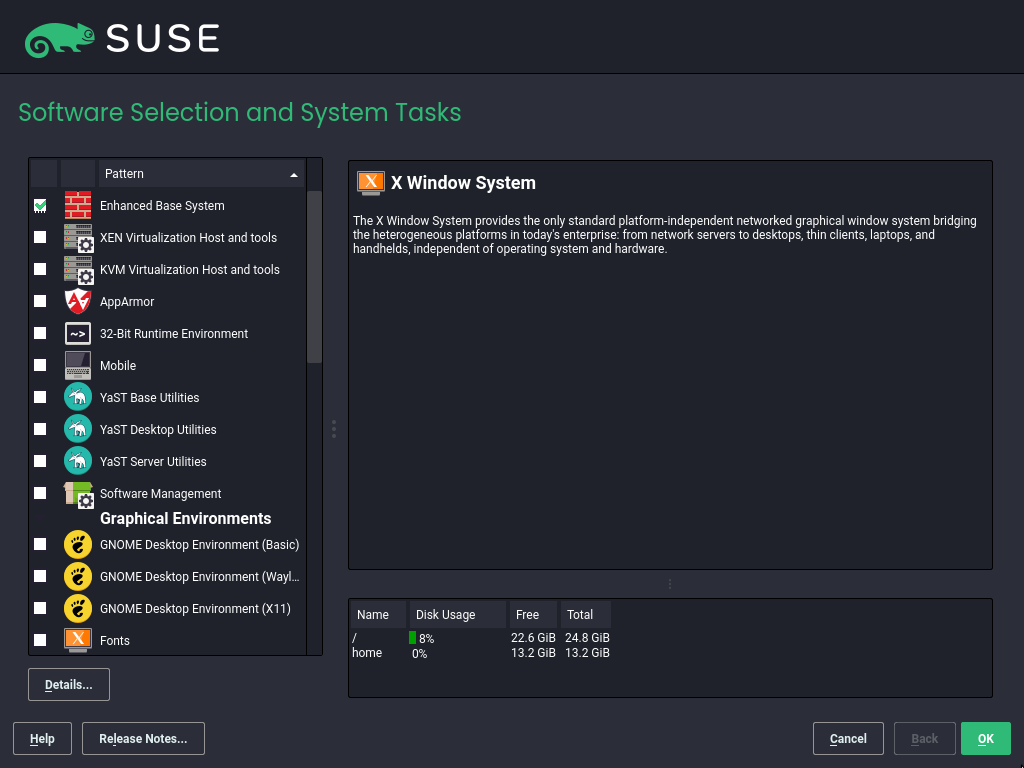 SUSE
Software Selection and System Tasks
Pattern
Enhanced Base System
XEN Virtualization Host and tools
KVM Virtualization Host and tools
AppArmor
~> 32-Bit Runtime Environment
Mobile
YaST Base Utilities
YaST Desktop Utilities
YaST Server Utilities
Software Management
Graphical Environments
GNOME Desktop Environment (Basic)
GNOME Desktop Environment (Wayl...
GNOME Desktop Environment (X11)
X Fonts
Details...
X X Window System
The X Window System provides the only standard platform-independent networked graphical window system bridging
the heterogeneous platforms in today's enterprise: from network servers to desktops, thin clients, laptops, and
handhelds, independent of operating system and hardware.
Name Disk Usage Free Total
/ 8% 22.6 GiB 24.8 GiB
home 0% 13.2 GiB 13.2 GiB
Help Release Notes... Cancel Back OK